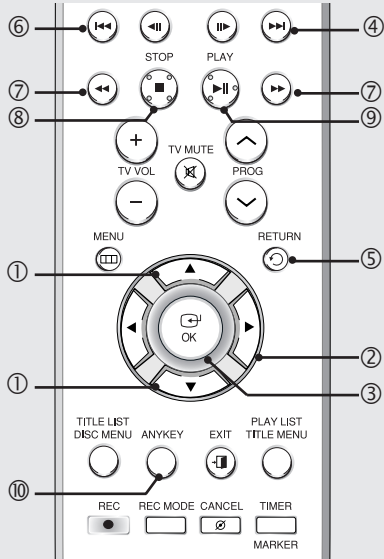 ⑥ ④
STOP PLAY
⑦ ⑦
⑧ ⑨
+
TV MUTE
TV VOL PROG
−
MENU RETURN
① ⑤
OK
②
① ③
TITLE LIST PLAY LIST
DISC MENU ANYKEY EXIT TITLE MENU
⑩
REC REC MODE CANCEL TIMER
MARKER